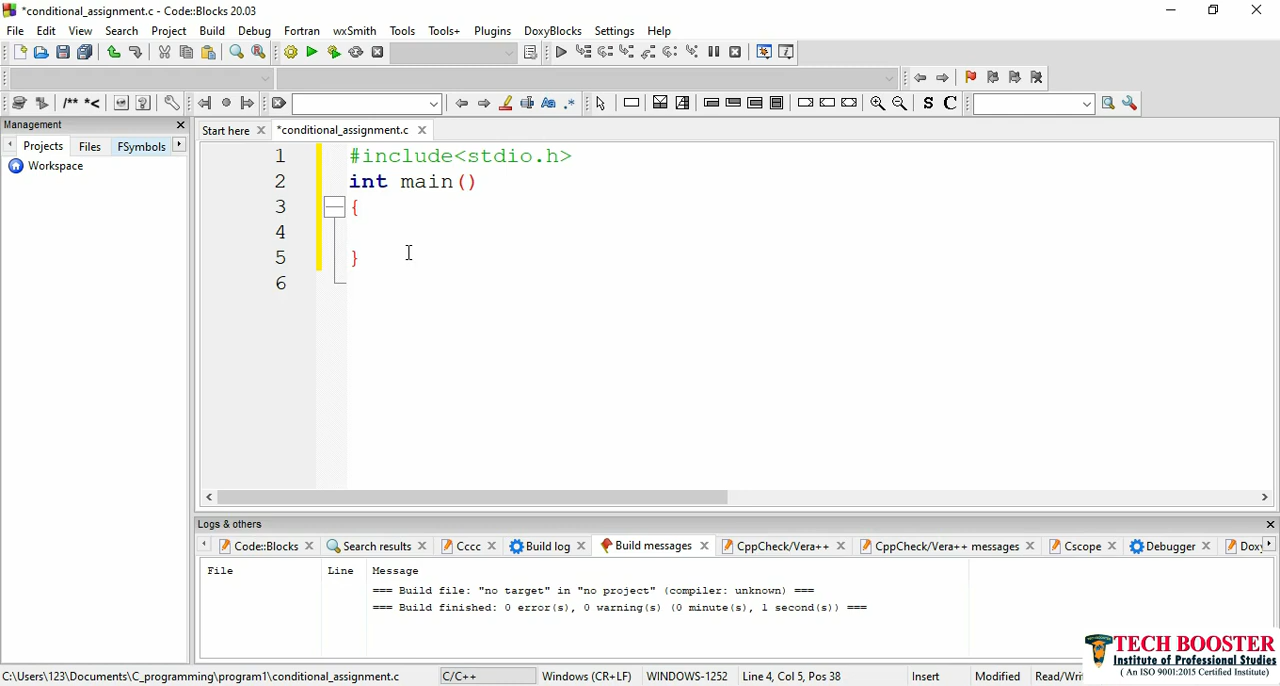 *conditional_assignment.c - Code::Blocks 20.03
File Edit View Search Project Build Debug Fortran wxSmith Tools Tools+ Plugins DoxyBlocks Settings Help
/** *<
S C
Management
Projects Files FSymbols
Workspace
Start here *conditional_assignment.c
1 #include<stdio.h>
2 int main()
3 {
4
5 }
6
Logs & others
Code::Blocks Search results Cccc Build log Build messages CppCheck/Vera++ CppCheck/Vera++ messages Cscope Debugger Doxy
File Line Message
=== Build file: "no target" in "no project" (compiler: unknown) ===
=== Build finished: 0 error(s), 0 warning(s) (0 minute(s), 1 second(s)) ===
TECH BOOSTER
Institute of Professional Studies
( An ISO 9001:2015 Certified Institute)
C:\Users\123\Documents\C_programming\program1\conditional_assignment.c C/C++ Windows (CR+LF) WINDOWS-1252 Line 4, Col 5, Pos 38 Insert Modified Read/Writ